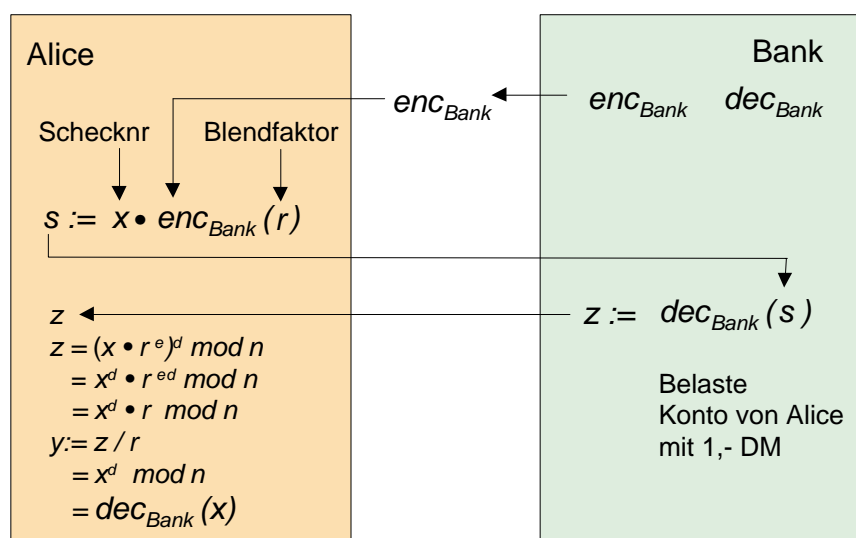 Alice
Bank
enc_Bank
enc_Bank dec_Bank
Schecknr Blendfaktor
s := x • enc_Bank (r)
z
z := dec_Bank (s)
z = (x • r^e)^d mod n
= x^d • r^ed mod n
= x^d • r mod n
y:= z / r
= x^d mod n
= dec_Bank (x)
Belaste
Konto von Alice
mit 1,- DM